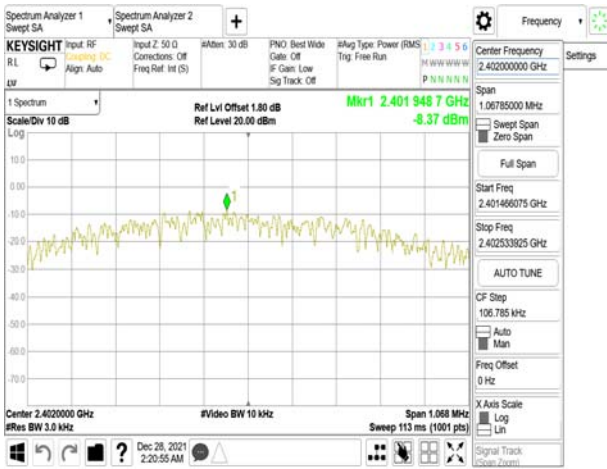 Spectrum Analyzer 1
Swept SA
Spectrum Analyzer 2
Swept SA
+
Frequency
KEYSIGHT
RL
Input: RF
Coupling: DC
Align: Auto
Input Z: 50 Ω
Corrections: Off
Freq Ref: Int (S)
#Atten: 30 dB
PNO: Best Wide
Gate: Off
IF Gain: Low
Sig Track: Off
#Avg Type: Power (RMS
Trig: Free Run
1 2 3 4 5 6
M W W W W W
P N N N N N
Center Frequency
2.402000000 GHz
Settings
Span
1.06785000 MHz
Swept Span
Zero Span
Full Span
Start Freq
2.401466075 GHz
Stop Freq
2.402533925 GHz
AUTO TUNE
CF Step
106.785 kHz
Auto
Man
Freq Offset
0 Hz
X Axis Scale
Log
Lin
Signal Track
(Span Zoom)
1 Spectrum
Scale/Div 10 dB
Ref Lvl Offset 1.80 dB
Ref Level 20.00 dBm
Mkr1 2.401 948 7 GHz
-8.37 dBm
Log
10.0
0.00
-10.0
-20.0
-30.0
-40.0
-50.0
-60.0
-70.0
1
Center 2.4020000 GHz
#Res BW 3.0 kHz
#Video BW 10 kHz
Span 1.068 MHz
Sweep 113 ms (1001 pts)
?
Dec 28, 2021
2:20:55 AM